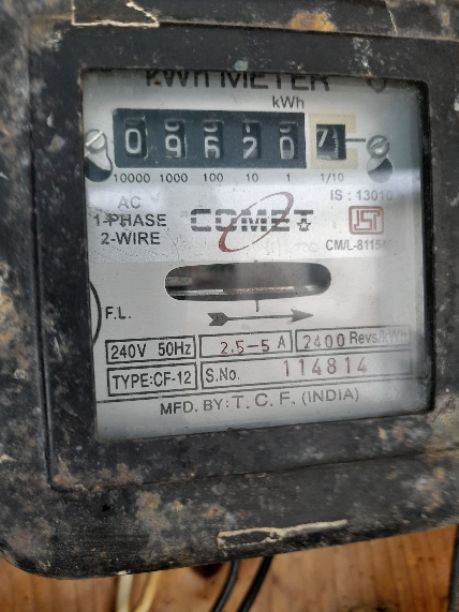 kWh METER
kWh
0 9 6 2 0 7
10000 1000 100 10 1 1/10
AC
1-PHASE
2-WIRE
COMET
IS : 13010
ISI
F.L.
240V 50Hz 2.5-5 A 2400 Revs/kWh
TYPE:CF-12 S.No. 114814
MFD. BY: T. C. F. (INDIA)